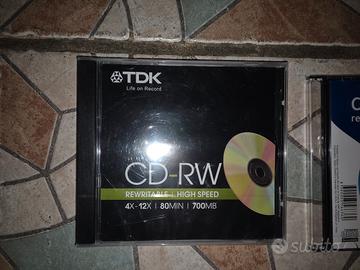 TDK
Life on Record
CD-RW
REWRITABLE | HIGH SPEED
4X-12X | 80MIN | 700MB
subito